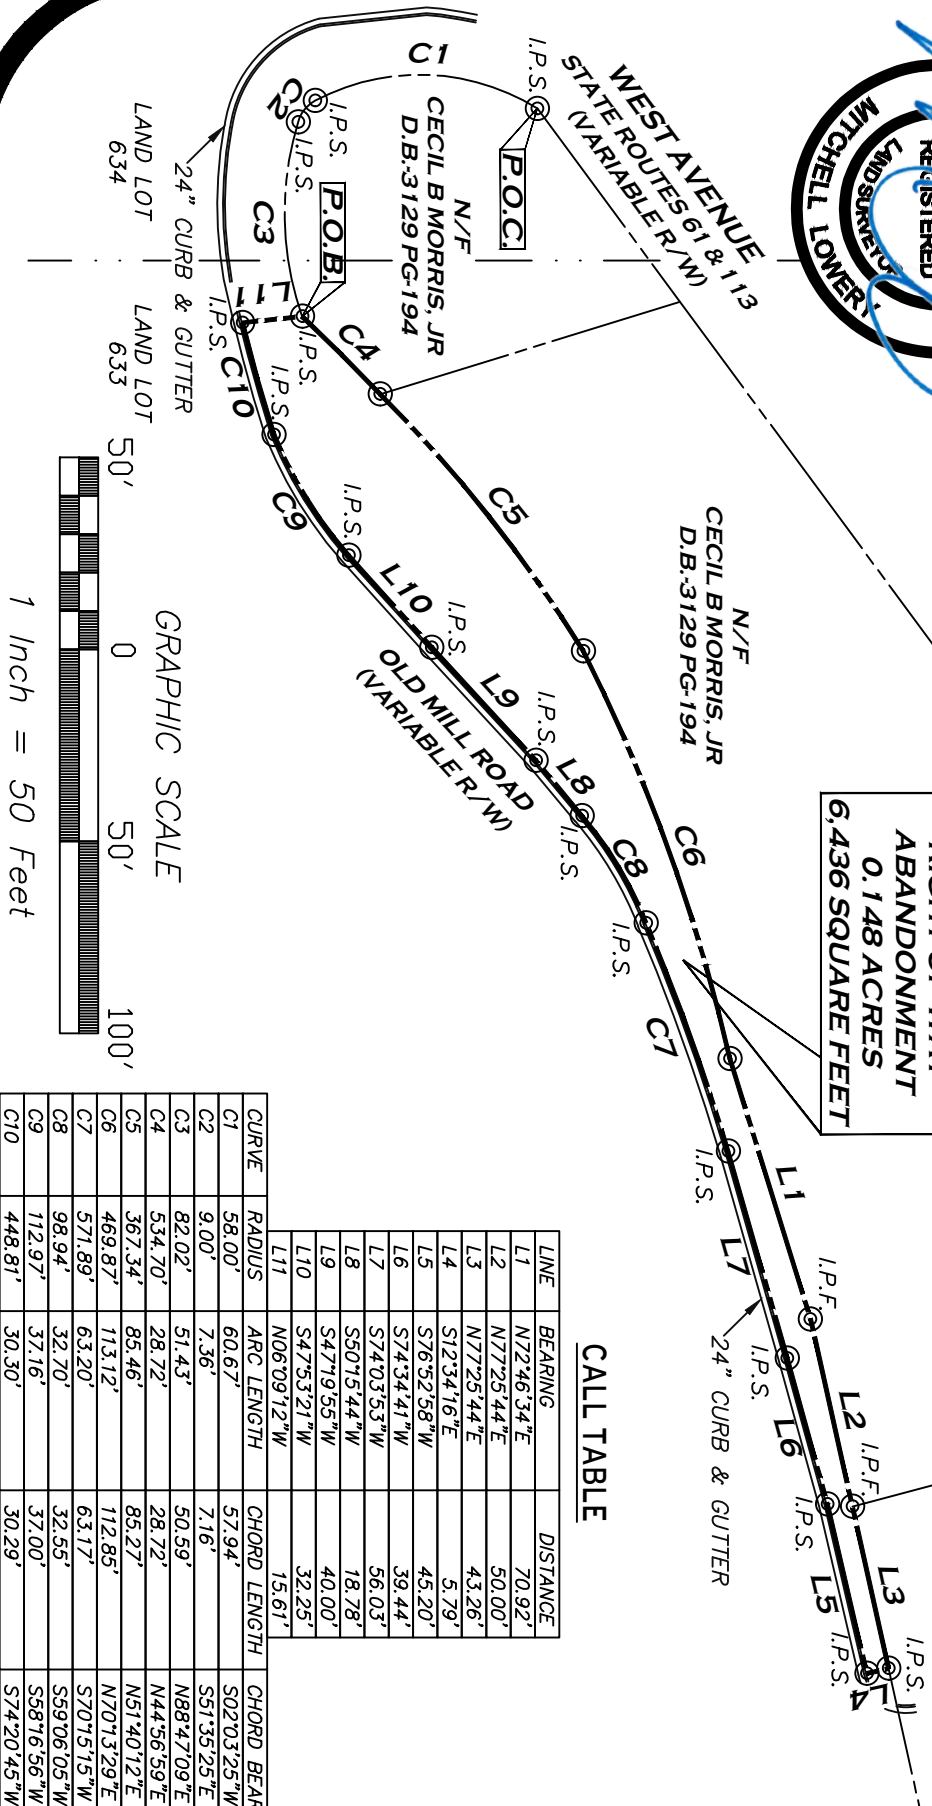 REGISTERED
LAND SURVEYOR
MITCHELL LOWERY
WEST AVENUE
STATE ROUTES 61 & 113
(VARIABLE R/W)
C1
I.P.S.
P.O.C.
N/F
CECIL B MORRIS, JR
D.B.-3129 PG-194
C2
I.P.S.
I.P.S.
C3
P.O.B.
I.P.S.
L11
I.P.S.
24" CURB & GUTTER
LAND LOT
634
LAND LOT
633
C4
C5
C6
N/F
CECIL B MORRIS, JR
D.B.-3129 PG-194
ABANDONMENT
0.148 ACRES
6,436 SQUARE FEET
C10
I.P.S.
C9
I.P.S.
L10
I.P.S.
L9
I.P.S.
L8
I.P.S.
C8
I.P.S.
C7
I.P.S.
OLD MILL ROAD
(VARIABLE R/W)
L1
I.P.F.
L2
I.P.F.
L3
I.P.S.
L4
I.P.S.
L5
I.P.S.
L6
I.P.S.
L7
24" CURB & GUTTER
GRAPHIC SCALE
50' 0 50' 100'
1 Inch = 50 Feet
CALL TABLE
LINE BEARING DISTANCE
L1 N72°46'34"E 70.92'
L2 N77°25'44"E 50.00'
L3 N77°25'44"E 43.26'
L4 S12°34'16"E 5.79'
L5 S76°52'58"W 45.20'
L6 S74°34'41"W 39.44'
L7 S74°03'53"W 56.03'
L8 S50°15'44"W 18.78'
L9 S47°19'55"W 40.00'
L10 S47°53'21"W 32.25'
L11 N06°09'12"W 15.61'
CURVE RADIUS ARC LENGTH CHORD LENGTH CHORD
C1 58.00' 60.67' 57.94' S02°03'25"W
C2 9.00' 7.36' 7.16' S51°35'25"E
C3 82.02' 51.43' 50.59' N88°47'09"E
C4 534.70' 28.72' 28.72' N44°56'59"E
C5 367.34' 85.46' 85.27' N51°40'12"E
C6 469.87' 113.12' 112.85' N70°13'29"E
C7 571.89' 63.20' 63.17' S70°15'15"W
C8 98.94' 32.70' 32.55' S59°06'05"W
C9 112.97' 37.16' 37.00' S58°16'56"W
C10 448.81' 30.30' 30.29' S74°20'45"W